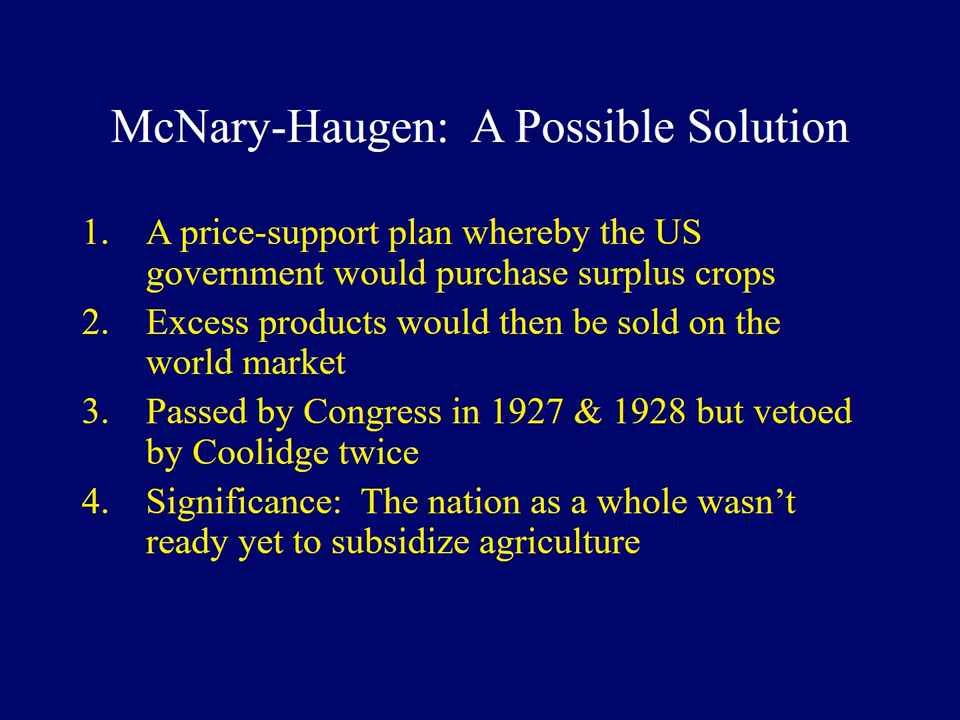 McNary-Haugen:  A Possible Solution
1. A price-support plan whereby the US
government would purchase surplus crops
2. Excess products would then be sold on the
world market
3. Passed by Congress in 1927 & 1928 but vetoed
by Coolidge twice
4. Significance:  The nation as a whole wasn’t
ready yet to subsidize agriculture